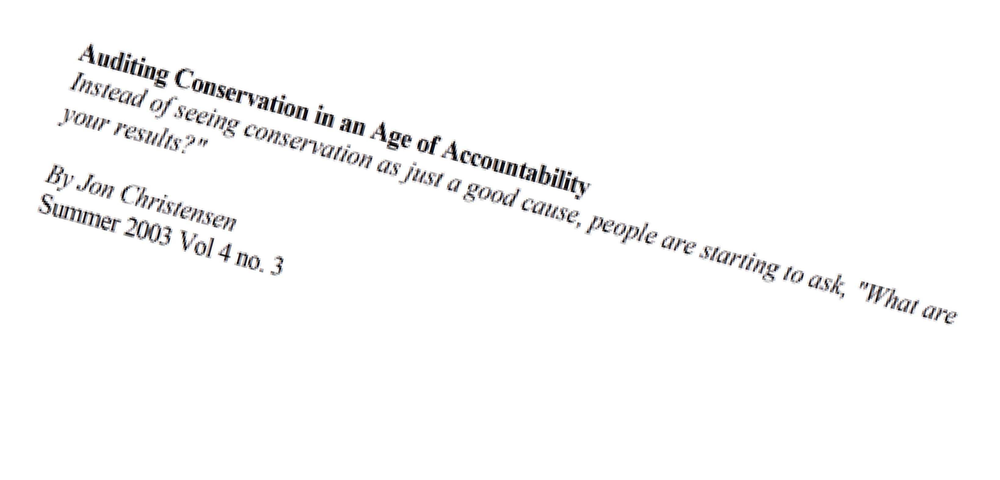 Auditing Conservation in an Age of Accountability
Instead of seeing conservation as just a good cause, people are starting to ask, "What are
your results?"
By Jon Christensen
Summer 2003 Vol 4 no. 3